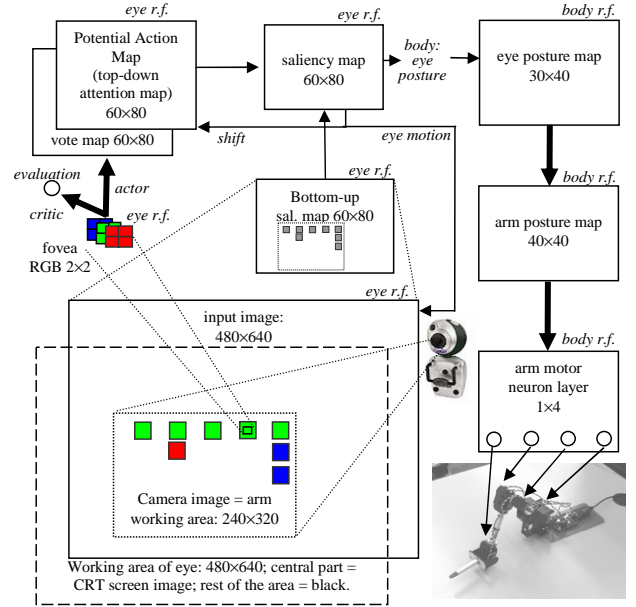 eye r.f.
Potential Action
Map
(top-down
attention map)
60×80
vote map 60×80
eye r.f.
saliency map
60×80
body:
eye
posture
body r.f.
eye posture map
30×40
shift
eye motion
evaluation
actor
critic
eye r.f.
fovea
RGB 2×2
eye r.f.
Bottom-up
sal. map 60×80
body r.f.
arm posture map
40×40
eye r.f.
input image:
480×640
body r.f.
arm motor
neuron layer
1×4
Camera image = arm
working area: 240×320
Working area of eye: 480×640; central part =
CRT screen image; rest of the area = black.